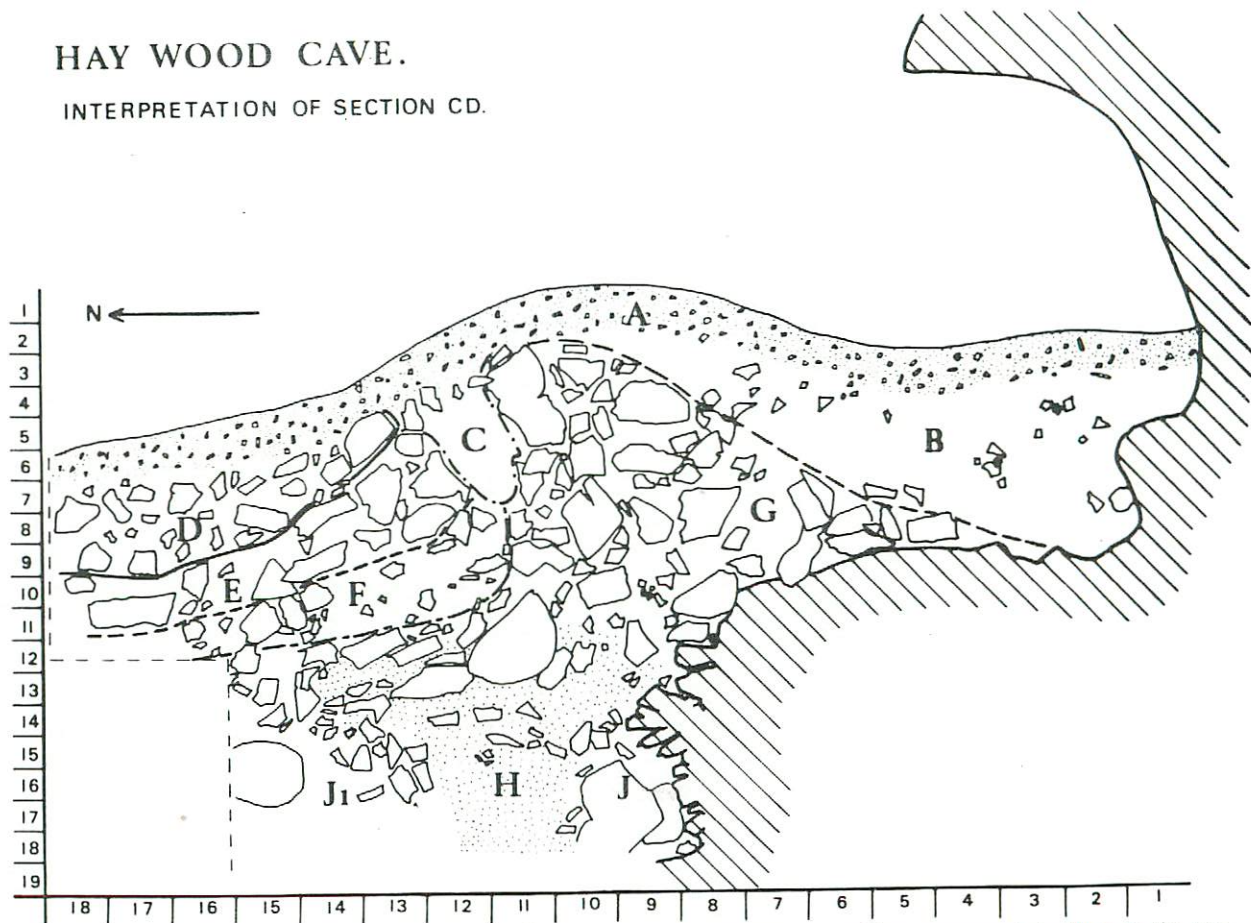 HAY WOOD CAVE.
INTERPRETATION OF SECTION CD.
N
A
B
C
D
E
F
G
H
J
J1
1
2
3
4
5
6
7
8
9
10
11
12
13
14
15
16
17
18
19
18 17 16 15 14 13 12 11 10 9 8 7 6 5 4 3 2 1